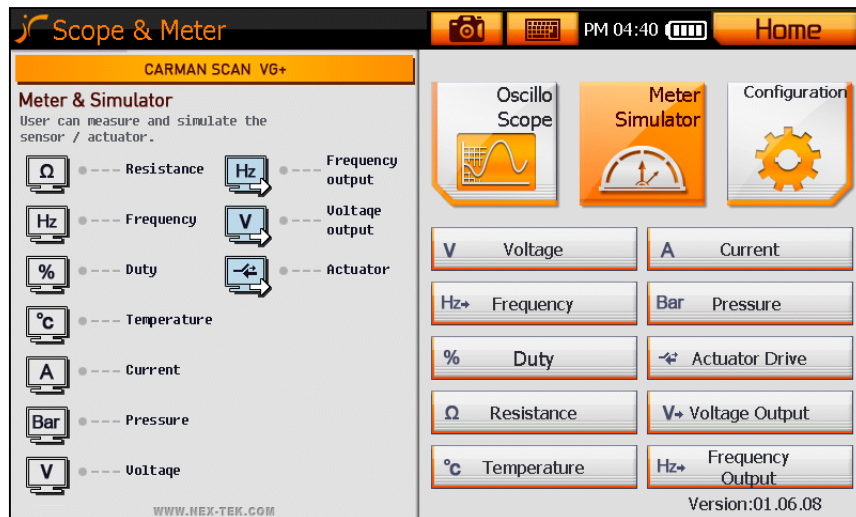 Scope & Meter
PM 04:40
Home
CARMAN SCAN VG+
Meter & Simulator
User can measure and simulate the
sensor / actuator.
Ω Resistance
Hz Frequency
% Duty
°C Temperature
A Current
Bar Pressure
V Voltage
Hz Frequency
output
V Voltage
output
Actuator
WWW.NEX-TEK.COM
Oscillo
Scope
Meter
Simulator
Configuration
V Voltage
A Current
Hz Frequency
Bar Pressure
% Duty
Actuator Drive
Ω Resistance
V Voltage Output
°C Temperature
Hz Frequency
Output
Version:01.06.08